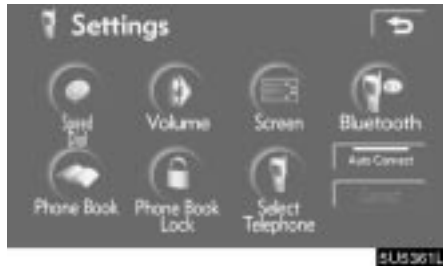 Settings
Speed
Dial
Volume
Screen
Bluetooth
Auto Connect
Phone Book
Phone Book
Lock
Select
Telephone
5U5361L